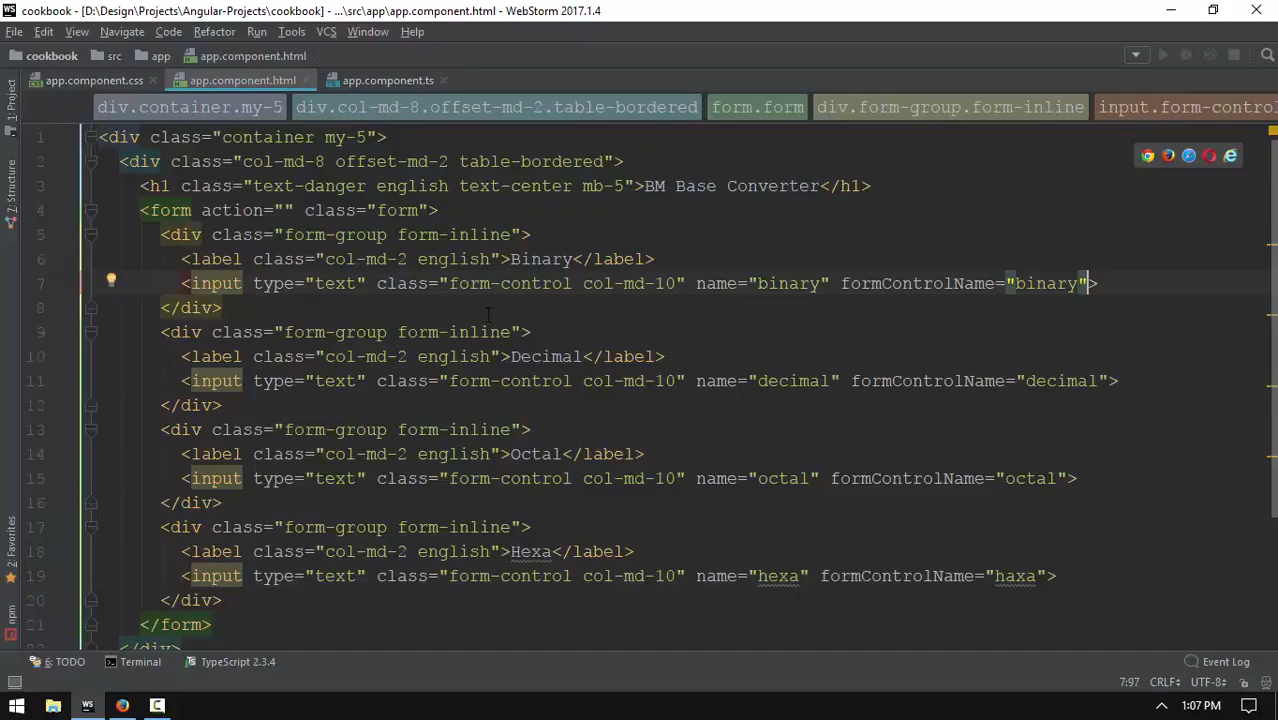 cookbook - [D:\Design\Projects\Angular-Projects\cookbook] - ...\src\app\app.component.html - WebStorm 2017.1.4
File Edit View Navigate Code Refactor Run Tools VCS Window Help
cookbook src app app.component.html
app.component.css app.component.html app.component.ts
div.container.my-5 div.col-md-8.offset-md-2.table-bordered form.form div.form-group.form-inline input.form-contro
1: Project
7: Structure
2: Favorites
npm
1 <div class="container my-5">
2 <div class="col-md-8 offset-md-2 table-bordered">
3 <h1 class="text-danger english text-center mb-5">BM Base Converter</h1>
4 <form action="" class="form">
5 <div class="form-group form-inline">
6 <label class="col-md-2 english">Binary</label>
7 <input type="text" class="form-control col-md-10" name="binary" formControlName="binary">
8 </div>
9 <div class="form-group form-inline">
10 <label class="col-md-2 english">Decimal</label>
11 <input type="text" class="form-control col-md-10" name="decimal" formControlName="decimal">
12 </div>
13 <div class="form-group form-inline">
14 <label class="col-md-2 english">Octal</label>
15 <input type="text" class="form-control col-md-10" name="octal" formControlName="octal">
16 </div>
17 <div class="form-group form-inline">
18 <label class="col-md-2 english">Hexa</label>
19 <input type="text" class="form-control col-md-10" name="hexa" formControlName="haxa">
20 </div>
21 </form>
22 </div>
6: TODO Terminal TypeScript 2.3.4 Event Log
7:97 CRLF÷ UTF-8÷
WS 1:07 PM